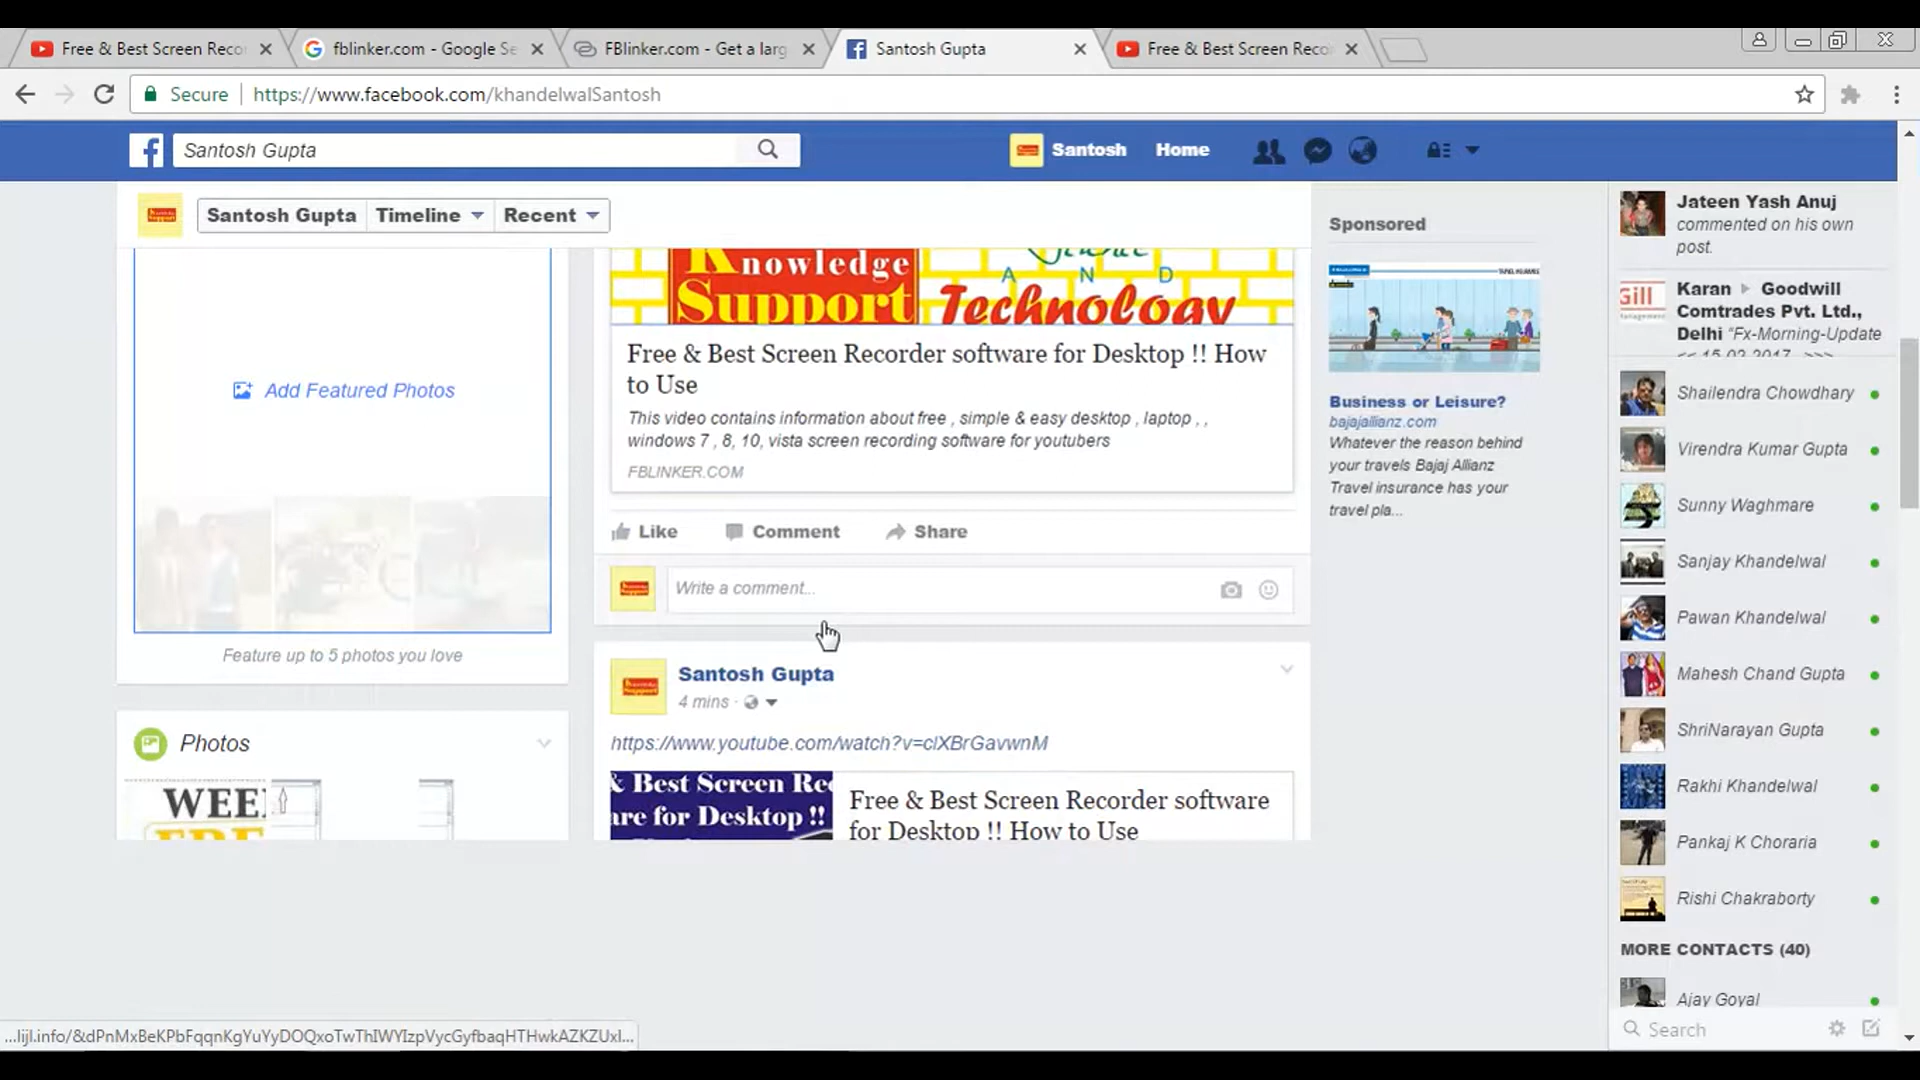 Free & Best Screen Reco
fblinker.com - Google Se
FBlinker.com - Get a larg
Santosh Gupta
Free & Best Screen Reco
Secure
https://www.facebook.com/khandelwalSantosh
Santosh Gupta
Santosh
Home
Santosh Gupta
Timeline
Recent
Knowledge
Support
AND
Technology
Free & Best Screen Recorder software for Desktop !! How
to Use
This video contains information about free , simple & easy desktop , laptop , ,
windows 7 , 8, 10, vista screen recording software for youtubers
FBLINKER.COM
Like
Comment
Share
Write a comment...
Santosh Gupta
4 mins ·
https://www.youtube.com/watch?v=clXBrGavwnM
& Best Screen Rec
are for Desktop !!
Free & Best Screen Recorder software
for Desktop !! How to Use
Add Featured Photos
Feature up to 5 photos you love
Photos
WEE
FRE
Sponsored
Business or Leisure?
bajajallianz.com
Whatever the reason behind
your travels Bajaj Allianz
Travel insurance has your
travel pla...
Jateen Yash Anuj
commented on his own
post.
Gill
Karan
Goodwill
Comtrades Pvt. Ltd.,
Delhi "Fx-Morning-Update
<< 15-02-2017 >>>
Shailendra Chowdhary
Virendra Kumar Gupta
Sunny Waghmare
Sanjay Khandelwal
Pawan Khandelwal
Mahesh Chand Gupta
ShriNarayan Gupta
Rakhi Khandelwal
Pankaj K Choraria
Rishi Chakraborty
MORE CONTACTS (40)
Ajay Goyal
Search